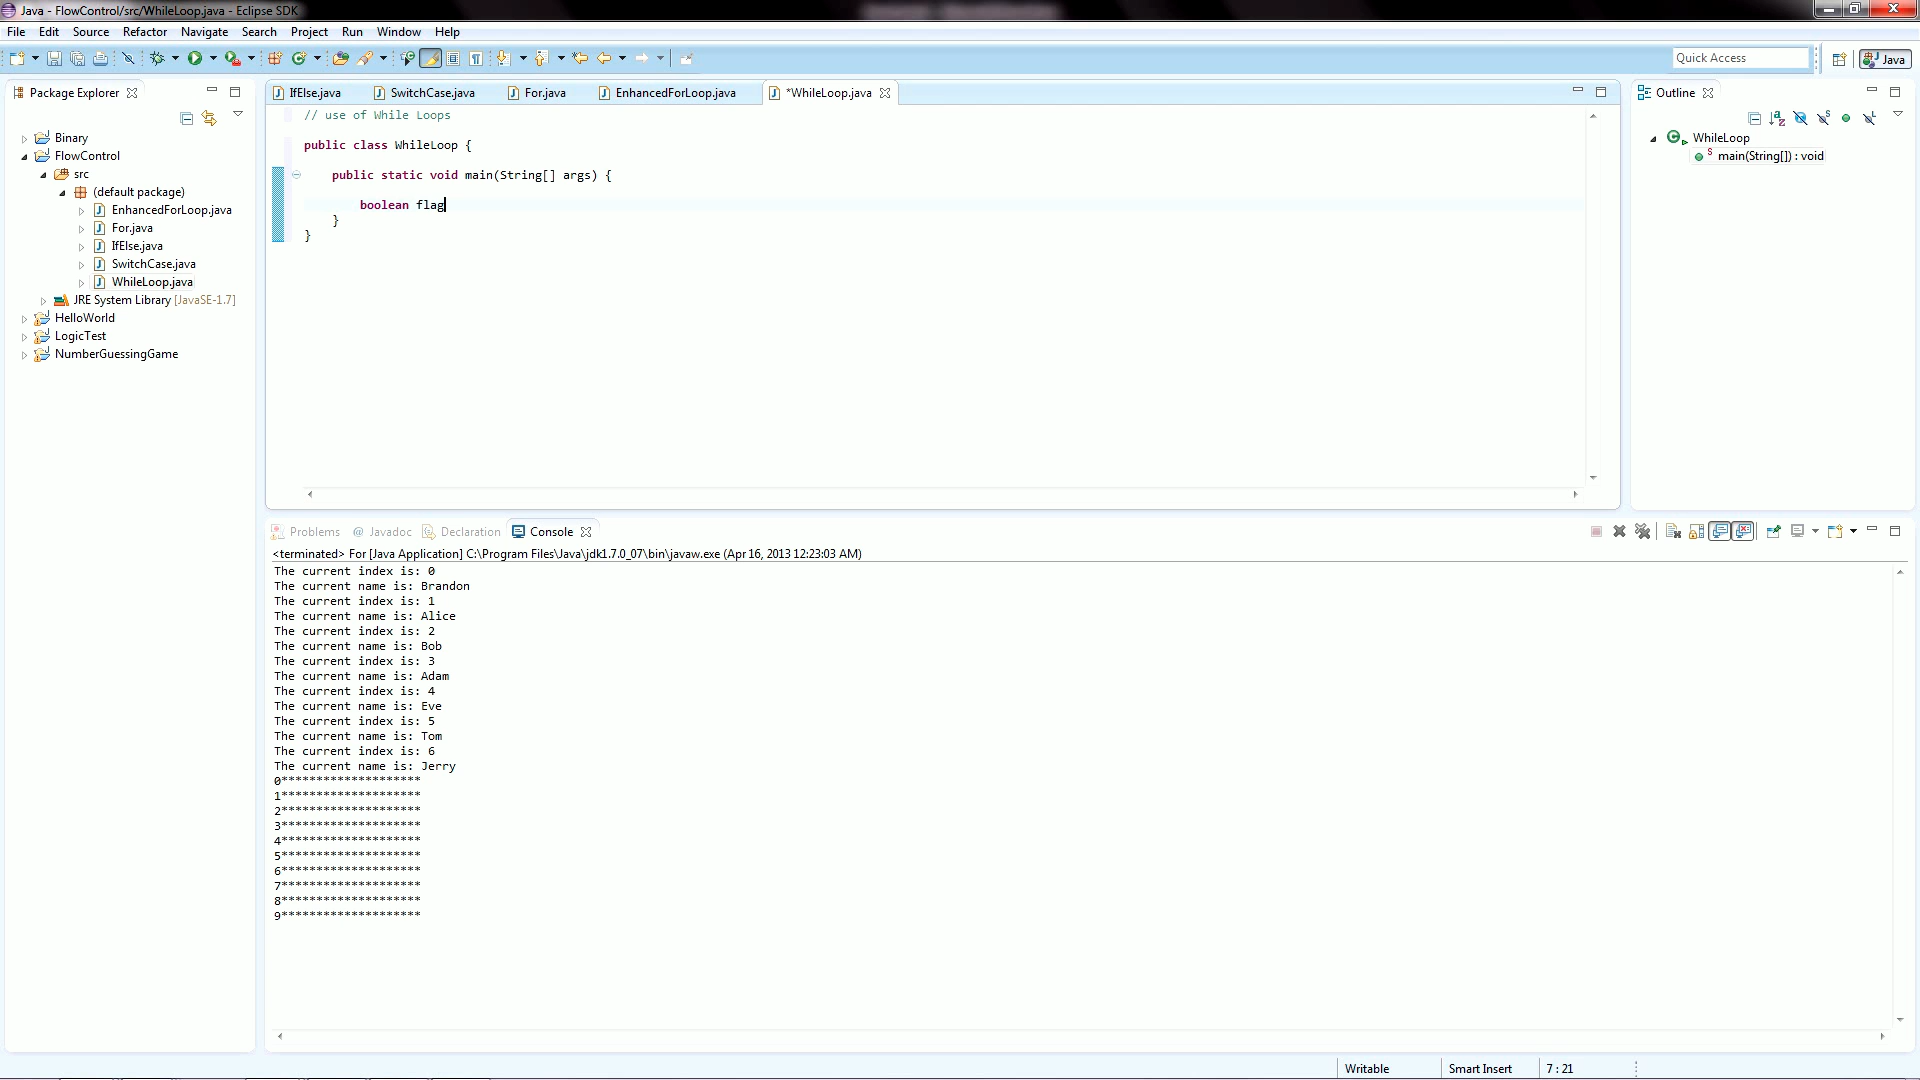 Java - FlowControl/src/WhileLoop.java - Eclipse SDK
File Edit Source Refactor Navigate Search Project Run Window Help
Quick Access
Java
Package Explorer
Binary
FlowControl
src
(default package)
EnhancedForLoop.java
For.java
IfElse.java
SwitchCase.java
WhileLoop.java
JRE System Library [JavaSE-1.7]
HelloWorld
LogicTest
NumberGuessingGame
IfElse.java SwitchCase.java For.java EnhancedForLoop.java *WhileLoop.java
// use of While Loops
public class WhileLoop {
public static void main(String[] args) {
boolean flag
}
}
Outline
WhileLoop
main(String[]) : void
Problems @ Javadoc Declaration Console
<terminated> For [Java Application] C:\Program Files\Java\jdk1.7.0_07\bin\javaw.exe (Apr 16, 2013 12:23:03 AM)
The current index is: 0
The current name is: Brandon
The current index is: 1
The current name is: Alice
The current index is: 2
The current name is: Bob
The current index is: 3
The current name is: Adam
The current index is: 4
The current name is: Eve
The current index is: 5
The current name is: Tom
The current index is: 6
The current name is: Jerry
0********************
1********************
2********************
3********************
4********************
5********************
6********************
7********************
8********************
9********************
Writable Smart Insert 7 : 21